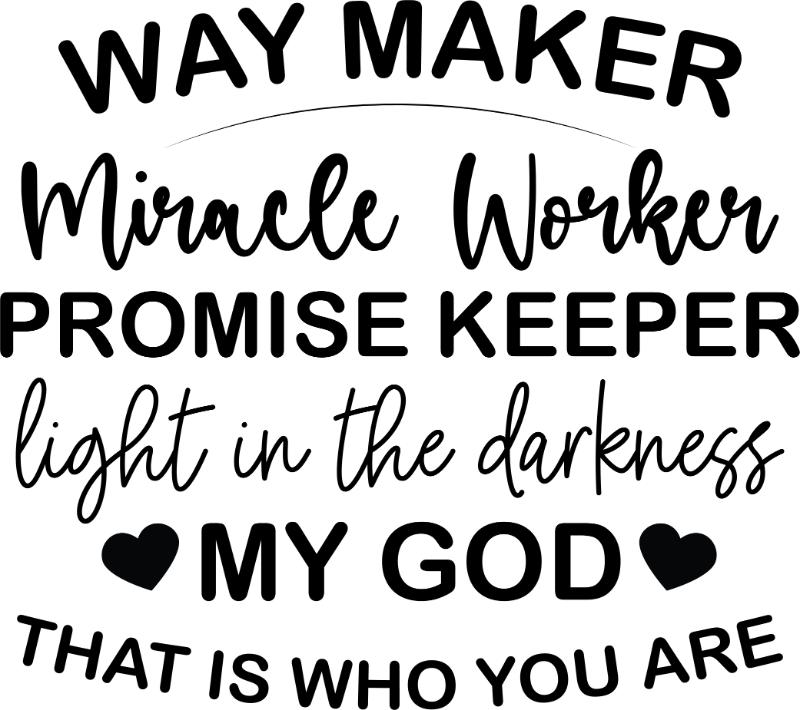 WAY MAKER
Miracle Worker
PROMISE KEEPER
light in the darkness
MY GOD
THAT IS WHO YOU ARE